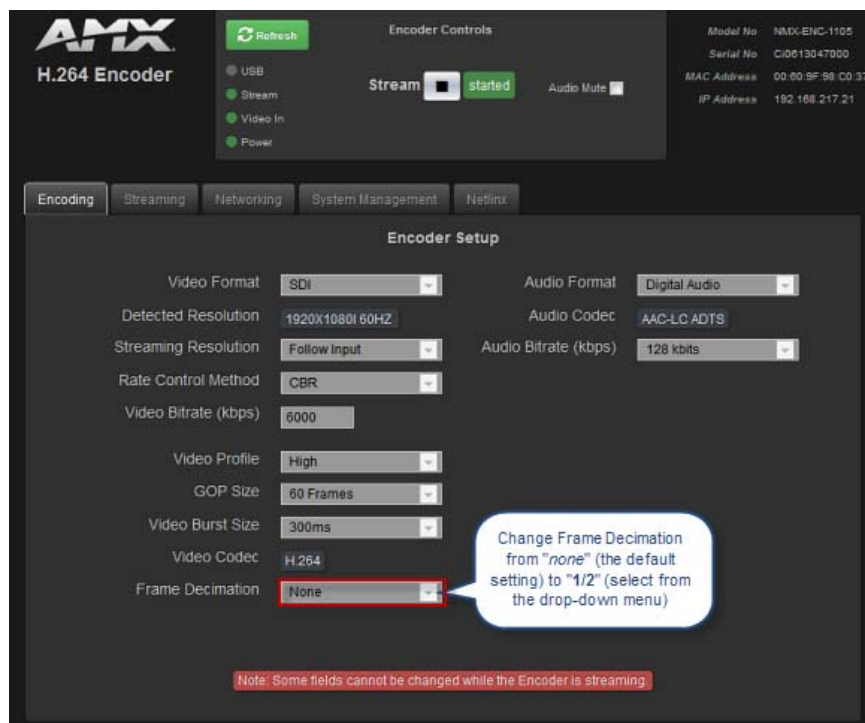 AMX
H.264 Encoder
Refresh
USB
Stream
Video In
Power
Encoder Controls
Stream started Audio Mute
Model No NMX-ENC-1105
Serial No CI0613047000
MAC Address 00:60:9F:98:C0:37
IP Address 192.168.217.21
Encoding Streaming Networking System Management Netlinx
Encoder Setup
Video Format SDI
Detected Resolution 1920X1080I 60HZ
Streaming Resolution Follow Input
Rate Control Method CBR
Video Bitrate (kbps) 6000
Video Profile High
GOP Size 60 Frames
Video Burst Size 300ms
Video Codec H.264
Frame Decimation None
Audio Format Digital Audio
Audio Codec AAC-LC ADTS
Audio Bitrate (kbps) 128 kbits
Change Frame Decimation
from "none" (the default
setting) to "1/2" (select from
the drop-down menu)
Note: Some fields cannot be changed while the Encoder is streaming.